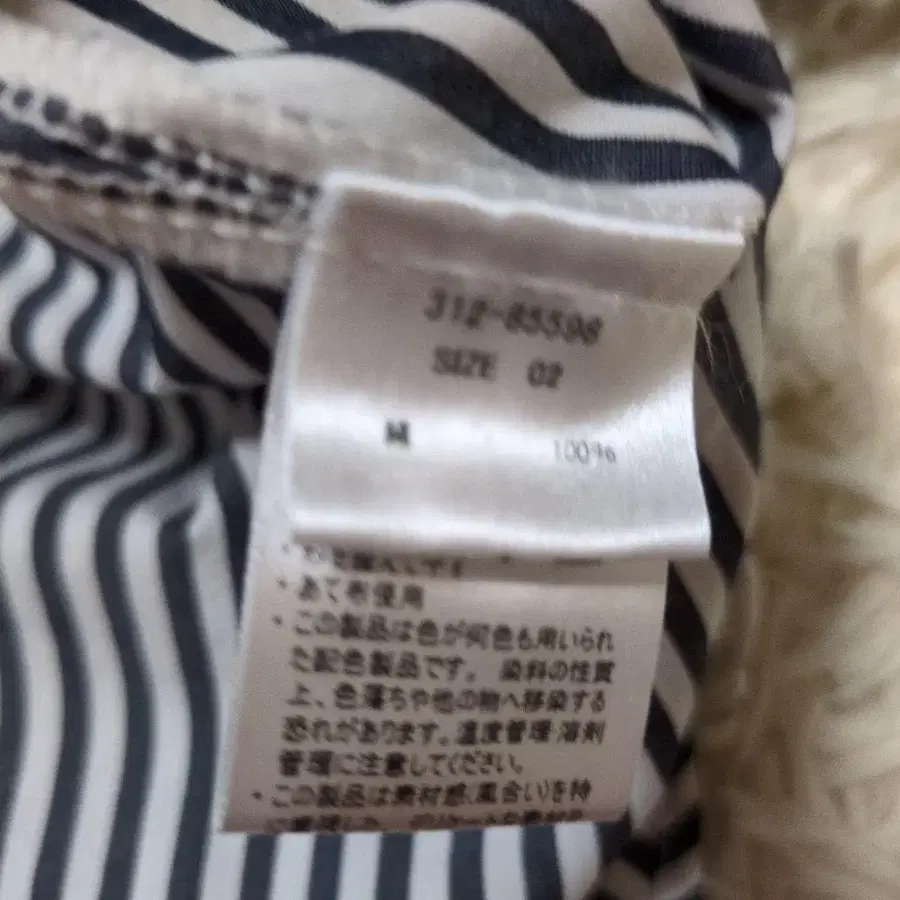 312-85598
SIZE 02
綿 100%
・あて布使用
・この製品は色が何色も用いられ
た配色製品です。染料の性質
上、色落ちや他の物へ移染する
恐れがあります。温度管理・溶剤
管理に注意してください。
・この製品は素材感(風合い)を特